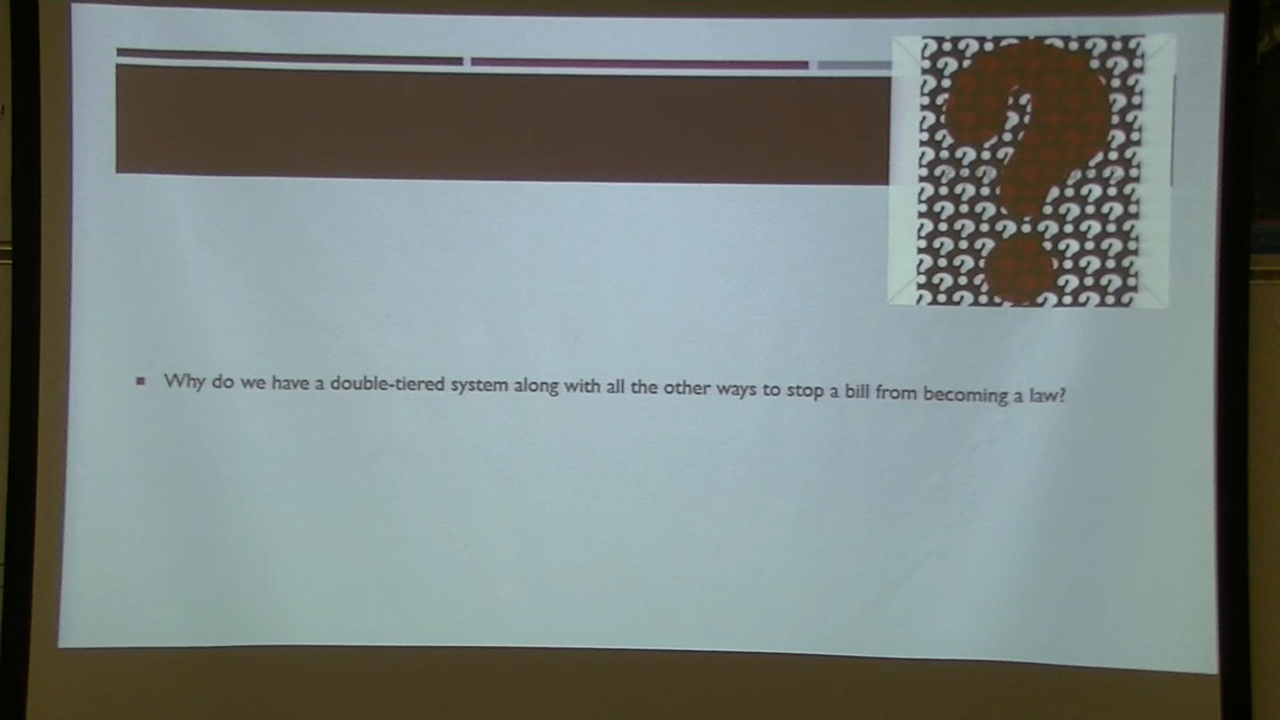 Why do we have a double-tiered system along with all the other ways to stop a bill from becoming a law?